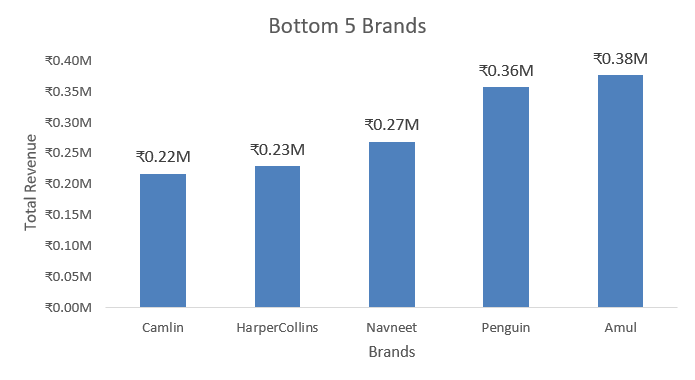 Bottom 5 Brands
Total Revenue
₹0.40M
₹0.35M
₹0.30M
₹0.25M
₹0.20M
₹0.15M
₹0.10M
₹0.05M
₹0.00M
₹0.22M
₹0.23M
₹0.27M
₹0.36M
₹0.38M
Camlin HarperCollins Navneet Penguin Amul
Brands